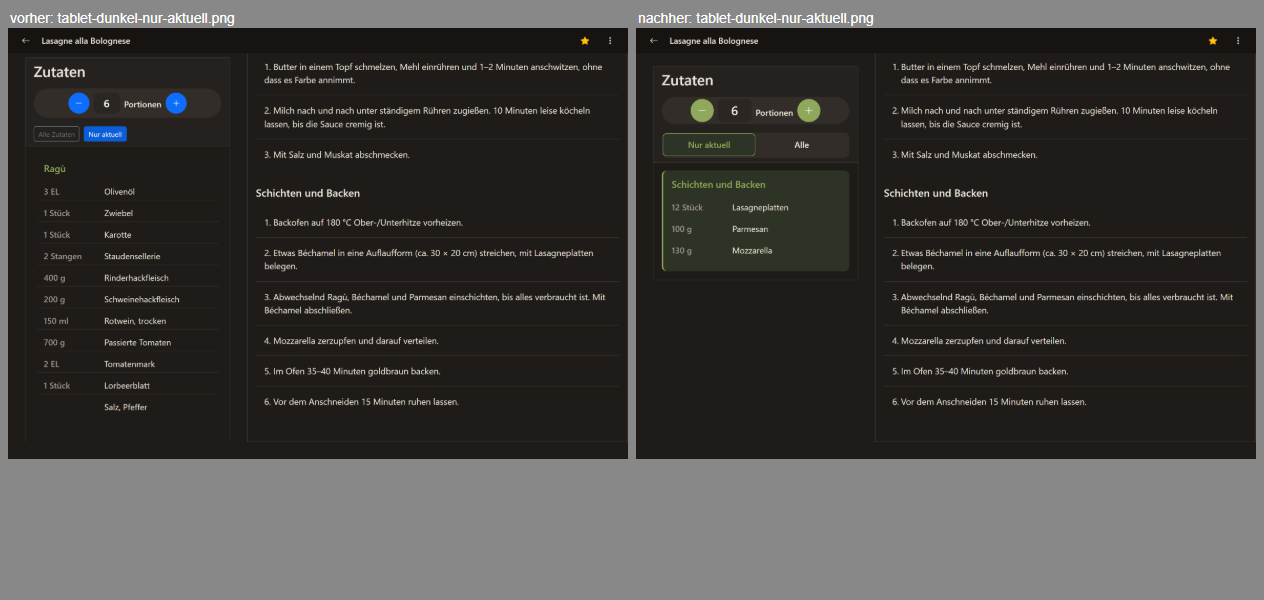 vorher: tablet-dunkel-nur-aktuell.png
← Lasagne alla Bolognese
Zutaten
− 6 Portionen +
Alle Zutaten Nur aktuell
Ragù
3 EL Olivenöl
1 Stück Zwiebel
1 Stück Karotte
2 Stangen Staudensellerie
400 g Rinderhackfleisch
200 g Schweinehackfleisch
150 ml Rotwein, trocken
700 g Passierte Tomaten
2 EL Tomatenmark
1 Stück Lorbeerblatt
Salz, Pfeffer
1. Butter in einem Topf schmelzen, Mehl einrühren und 1–2 Minuten anschwitzen, ohne
dass es Farbe annimmt.
2. Milch nach und nach unter ständigem Rühren zugießen. 10 Minuten leise köcheln
lassen, bis die Sauce cremig ist.
3. Mit Salz und Muskat abschmecken.
Schichten und Backen
1. Backofen auf 180 °C Ober-/Unterhitze vorheizen.
2. Etwas Béchamel in eine Auflaufform (ca. 30 × 20 cm) streichen, mit Lasagneplatten
belegen.
3. Abwechselnd Ragù, Béchamel und Parmesan einschichten, bis alles verbraucht ist. Mit
Béchamel abschließen.
4. Mozzarella zerzupfen und darauf verteilen.
5. Im Ofen 35–40 Minuten goldbraun backen.
6. Vor dem Anschneiden 15 Minuten ruhen lassen.
nachher: tablet-dunkel-nur-aktuell.png
← Lasagne alla Bolognese
Zutaten
− 6 Portionen +
Nur aktuell Alle
Schichten und Backen
12 Stück Lasagneplatten
100 g Parmesan
130 g Mozzarella
1. Butter in einem Topf schmelzen, Mehl einrühren und 1–2 Minuten anschwitzen, ohne
dass es Farbe annimmt.
2. Milch nach und nach unter ständigem Rühren zugießen. 10 Minuten leise köcheln
lassen, bis die Sauce cremig ist.
3. Mit Salz und Muskat abschmecken.
Schichten und Backen
1. Backofen auf 180 °C Ober-/Unterhitze vorheizen.
2. Etwas Béchamel in eine Auflaufform (ca. 30 × 20 cm) streichen, mit Lasagneplatten
belegen.
3. Abwechselnd Ragù, Béchamel und Parmesan einschichten, bis alles verbraucht ist. Mit
Béchamel abschließen.
4. Mozzarella zerzupfen und darauf verteilen.
5. Im Ofen 35–40 Minuten goldbraun backen.
6. Vor dem Anschneiden 15 Minuten ruhen lassen.